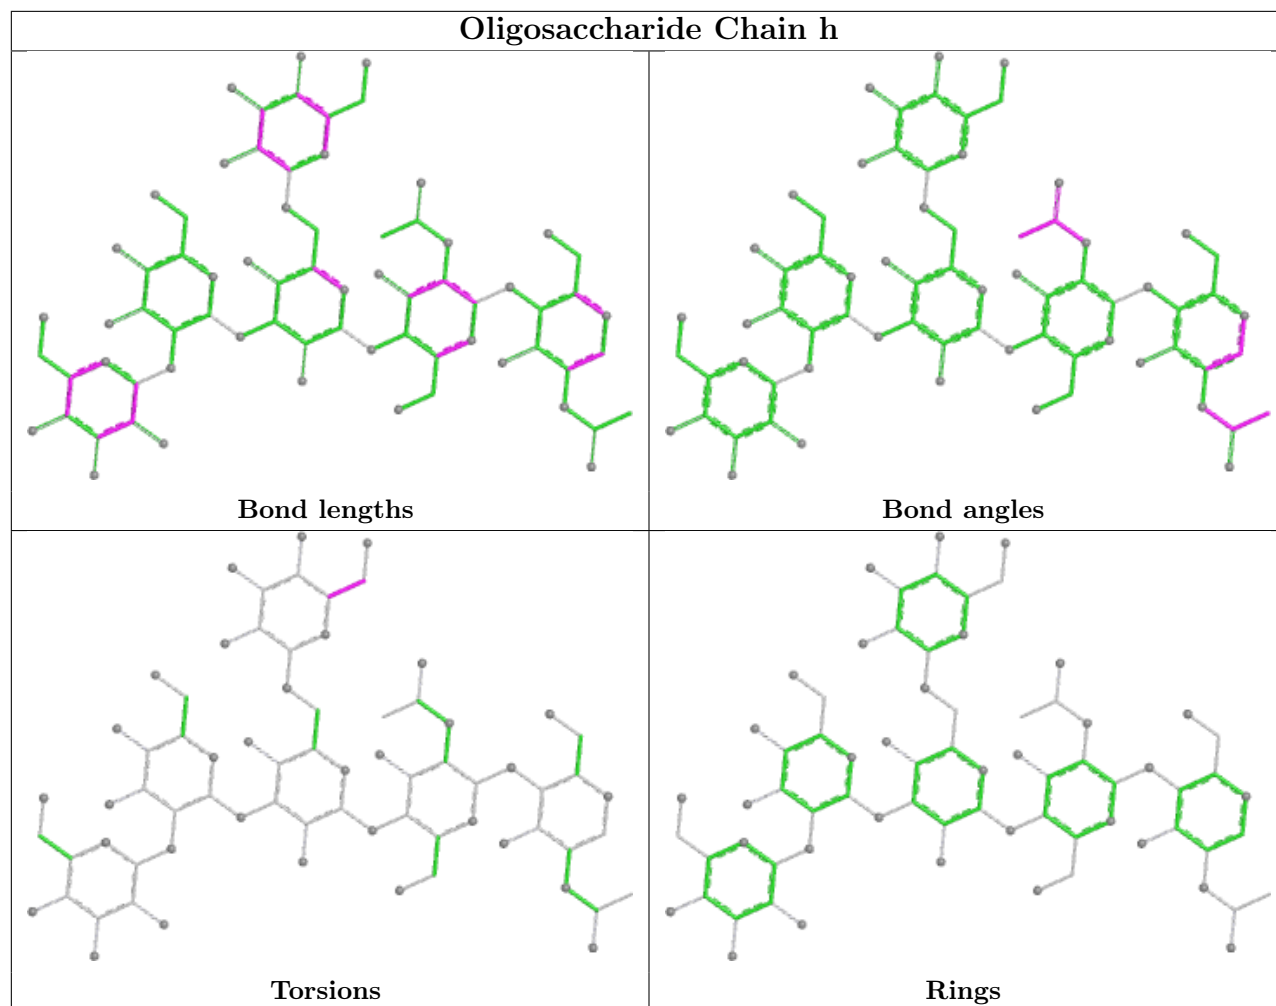 Oligosaccharide Chain h
Bond lengths
Bond angles
Torsions
Rings